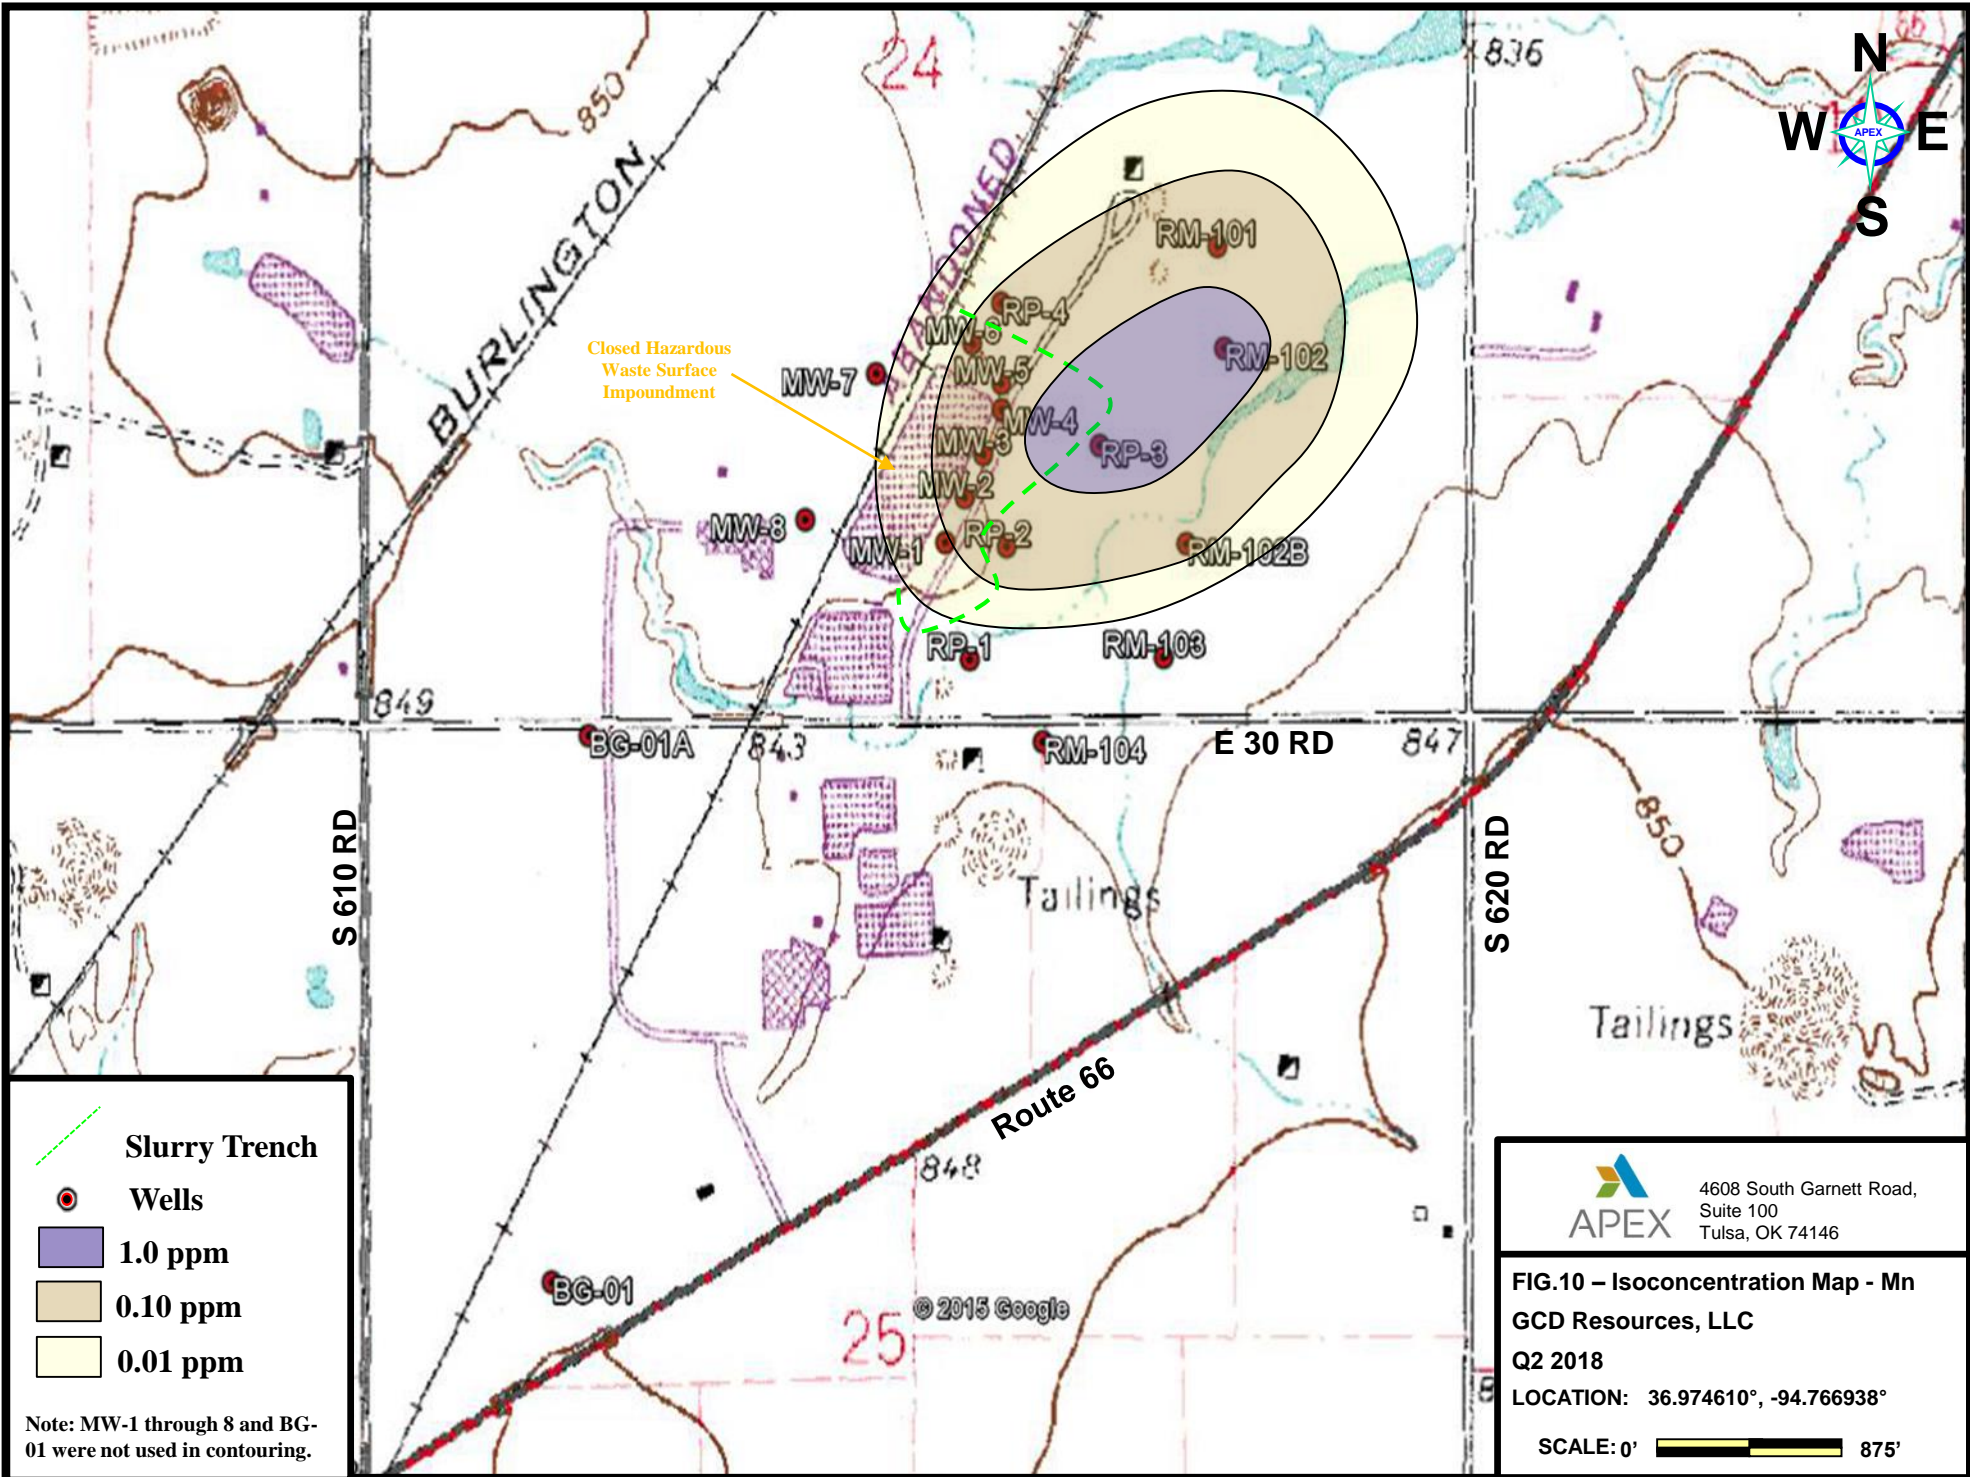 24
836
N
W
APEX
E
S
850
BURLINGTON
ABANDONED
RM-101
RP-4
MW-6
Closed Hazardous
Waste Surface
Impoundment
MW-7
MW-5
RM-102
MW-4
MW-3
RP-3
MW-2
MW-8
MW-1
RP-2
RM-102B
RP-1
RM-103
849
BG-01A
843
RM-104
E 30 RD
847
S 610 RD
S 620 RD
850
Tailings
Tailings
Route 66
848
BG-01
© 2015 Google
25
Slurry Trench
Wells
1.0 ppm
0.10 ppm
0.01 ppm
Note: MW-1 through 8 and BG-
01 were not used in contouring.
APEX
4608 South Garnett Road,
Suite 100
Tulsa, OK 74146
FIG.10 – Isoconcentration Map - Mn
GCD Resources, LLC
Q2 2018
LOCATION: 36.974610°, -94.766938°
SCALE: 0' 875'